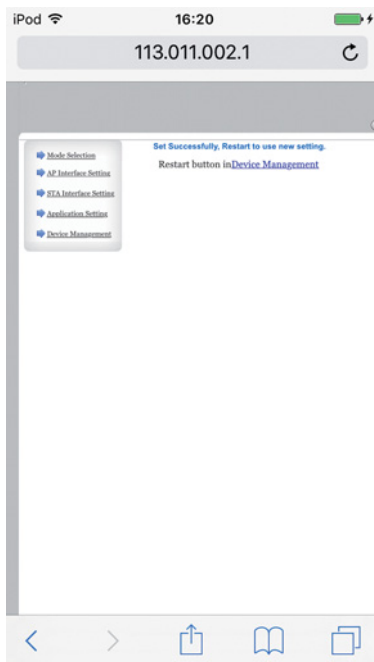 iPod 16:20
113.011.002.1
Mode Selection
AP Interface Setting
STA Interface Setting
Application Setting
Device Management
Set Successfully, Restart to use new setting.
Restart button inDevice Management